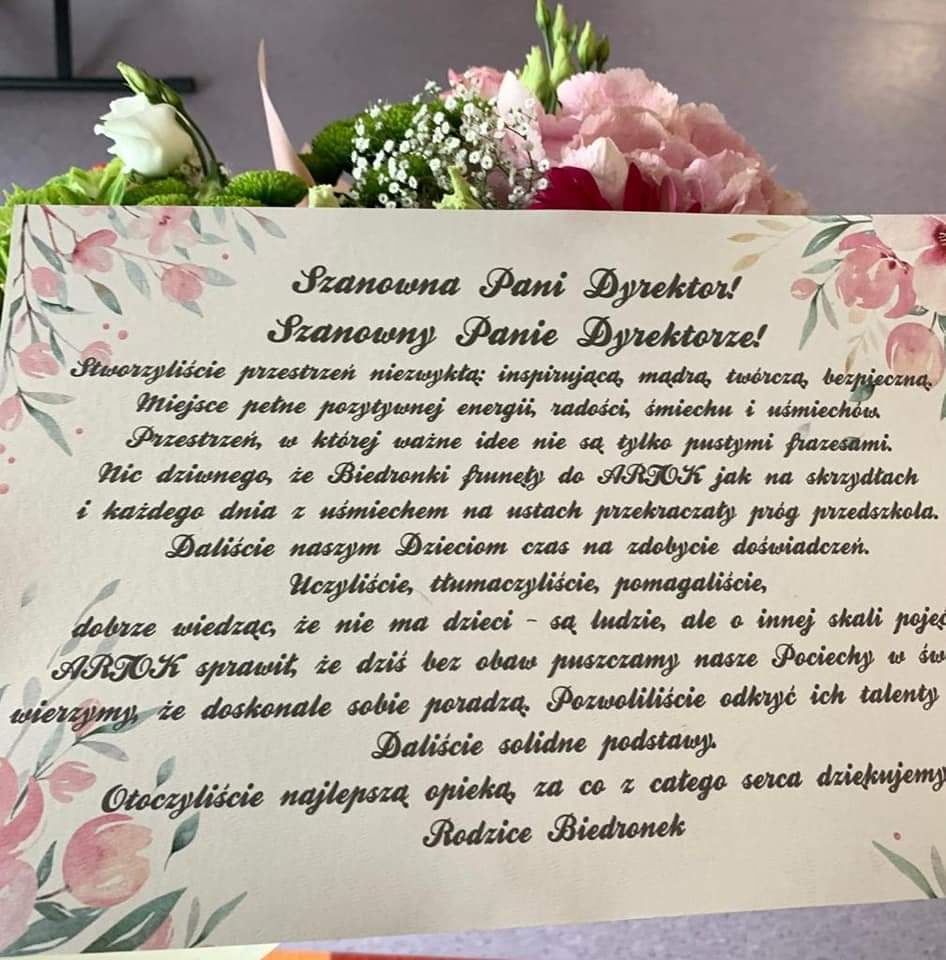 Szanowna Pani Dyrektor!
Szanowny Panie Dyrektorze!
Stworzyliście przestrzeń niezwykłą: inspirującą, mądrą, twórczą, bezpieczną.
Miejsce pełne pozytywnej energii, radości, śmiechu i uśmiechów.
Przestrzeń, w której ważne idee nie są tylko pustymi frazesami.
Nic dziwnego, że Biedronki frunęły do ARTOK jak na skrzydłach
i każdego dnia z uśmiechem na ustach przekraczały próg przedszkola.
Daliście naszym Dzieciom czas na zdobycie doświadczeń.
Uczyliście, tłumaczyliście, pomagaliście,
dobrze wiedząc, że nie ma dzieci - są ludzie, ale o innej skali
ARTOK sprawił, że dziś bez obaw puszczamy nasze Pociechy w
wierzymy, że doskonale sobie poradzą. Pozwoliliście odkryć ich talenty
Daliście solidne podstawy.
Otoczyliście najlepszą opieką, za co z całego serca dziękujemy
Rodzice Biedronek